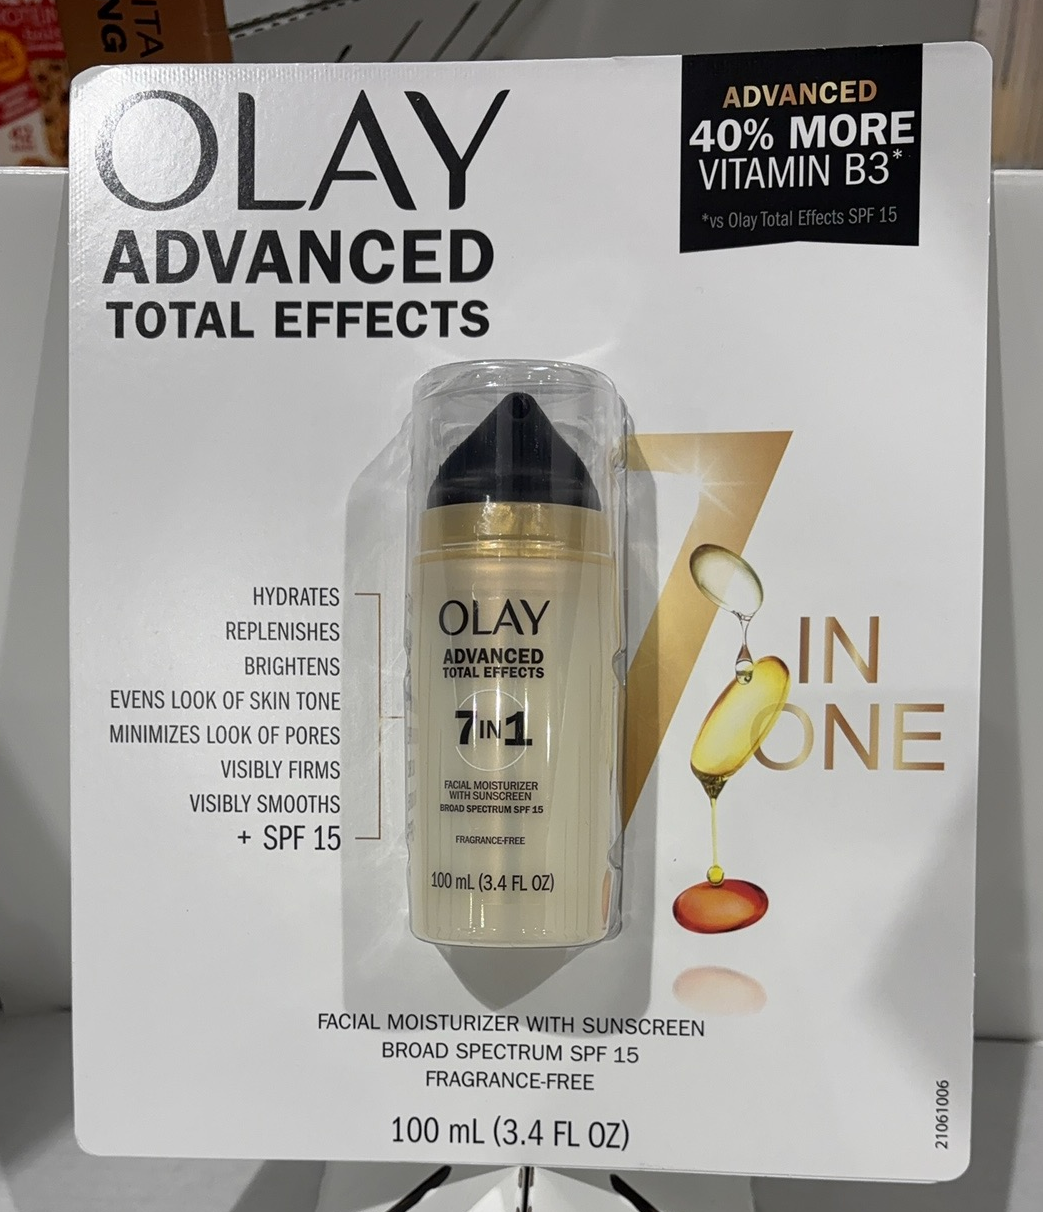 ITA
NG
OLAY
ADVANCED
TOTAL EFFECTS
ADVANCED
40% MORE
VITAMIN B3*
*vs Olay Total Effects SPF 15
HYDRATES
REPLENISHES
BRIGHTENS
EVENS LOOK OF SKIN TONE
MINIMIZES LOOK OF PORES
VISIBLY FIRMS
VISIBLY SMOOTHS
+ SPF 15
OLAY
ADVANCED
TOTAL EFFECTS
7 IN 1
FACIAL MOISTURIZER
WITH SUNSCREEN
BROAD SPECTRUM SPF 15
FRAGRANCE-FREE
100 mL (3.4 FL OZ)
7
IN
ONE
FACIAL MOISTURIZER WITH SUNSCREEN
BROAD SPECTRUM SPF 15
FRAGRANCE-FREE
100 mL (3.4 FL OZ)
21061006